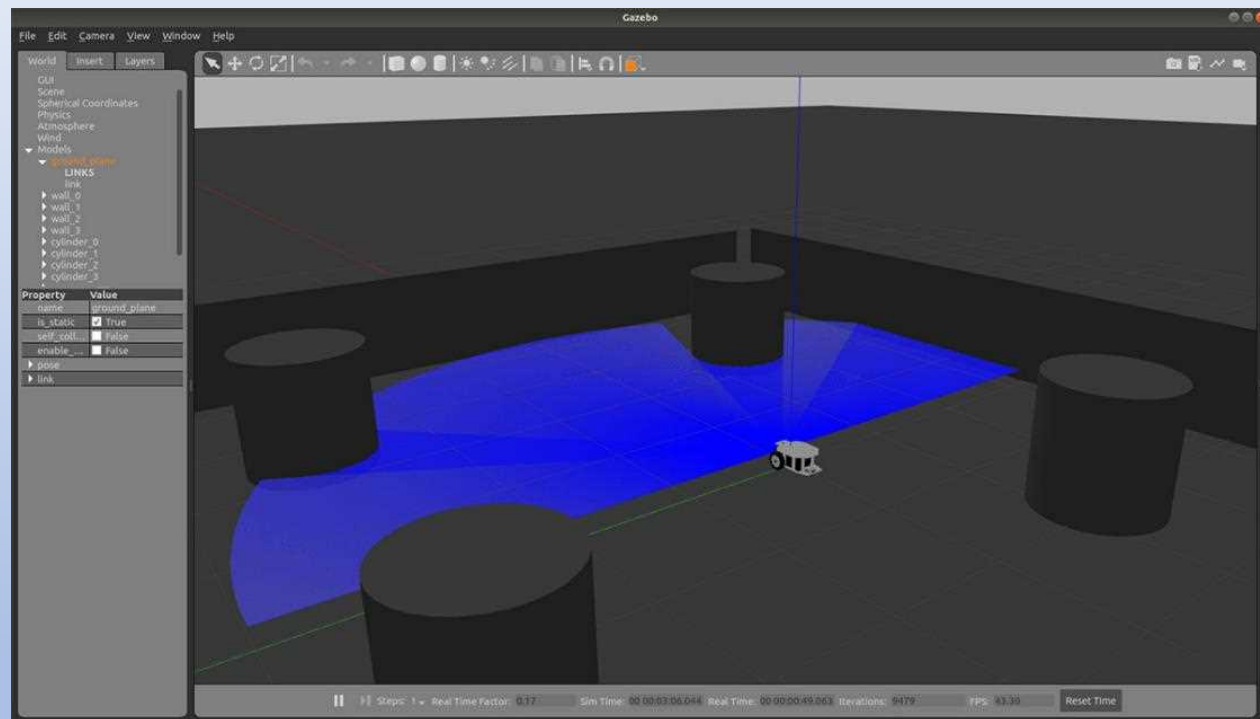 Gazebo
File Edit Camera View Window Help
World Insert Layers
GUI
Scene
Spherical Coordinates
Physics
Atmosphere
Wind
Models
ground_plane
LINKS
link
wall_0
wall_1
wall_2
wall_3
cylinder_0
cylinder_1
cylinder_2
cylinder_3
Property Value
name ground_plane
is_static True
self_coll... False
enable_... False
pose
link
Steps: 1 Real Time Factor: 0.17 Sim Time: 00 00:03:06.044 Real Time: 00 00:00:49.063 Iterations: 9479 FPS: 43.30 Reset Time